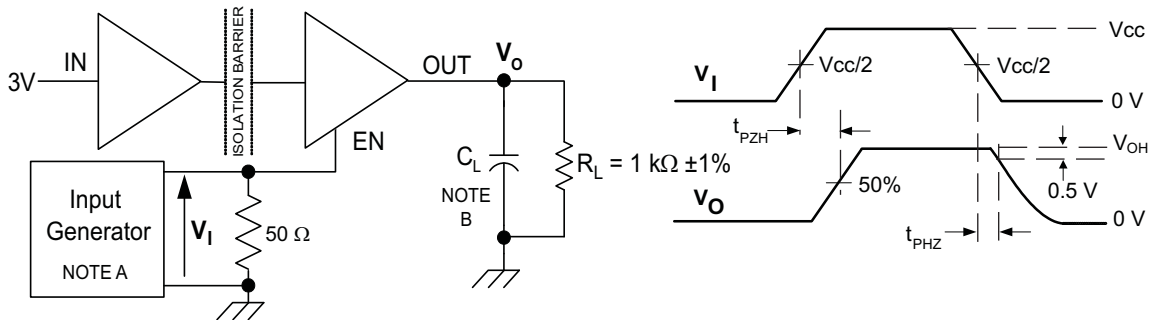 3V
IN
ISOLATION BARRIER
OUT
Vo
EN
CL
NOTE
B
RL = 1 kΩ ±1%
Input
Generator
NOTE A
VI
50 Ω
VI
Vcc
Vcc/2
Vcc/2
0 V
tPZH
VO
50%
VOH
0.5 V
0 V
tPHZ